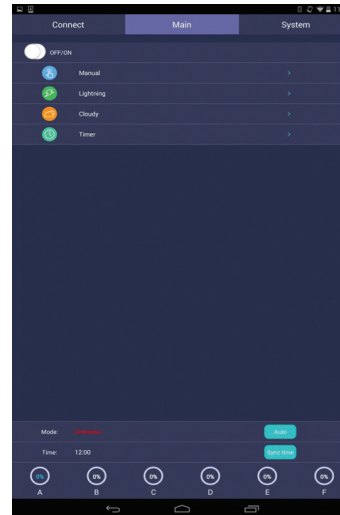 Connect Main System
OFF/ON
Manual
Lightning
Cloudy
Timer
Mode: Auto
Time: 12:00 Sync time
0% 0% 0% 0% 0% 0%
A B C D E F